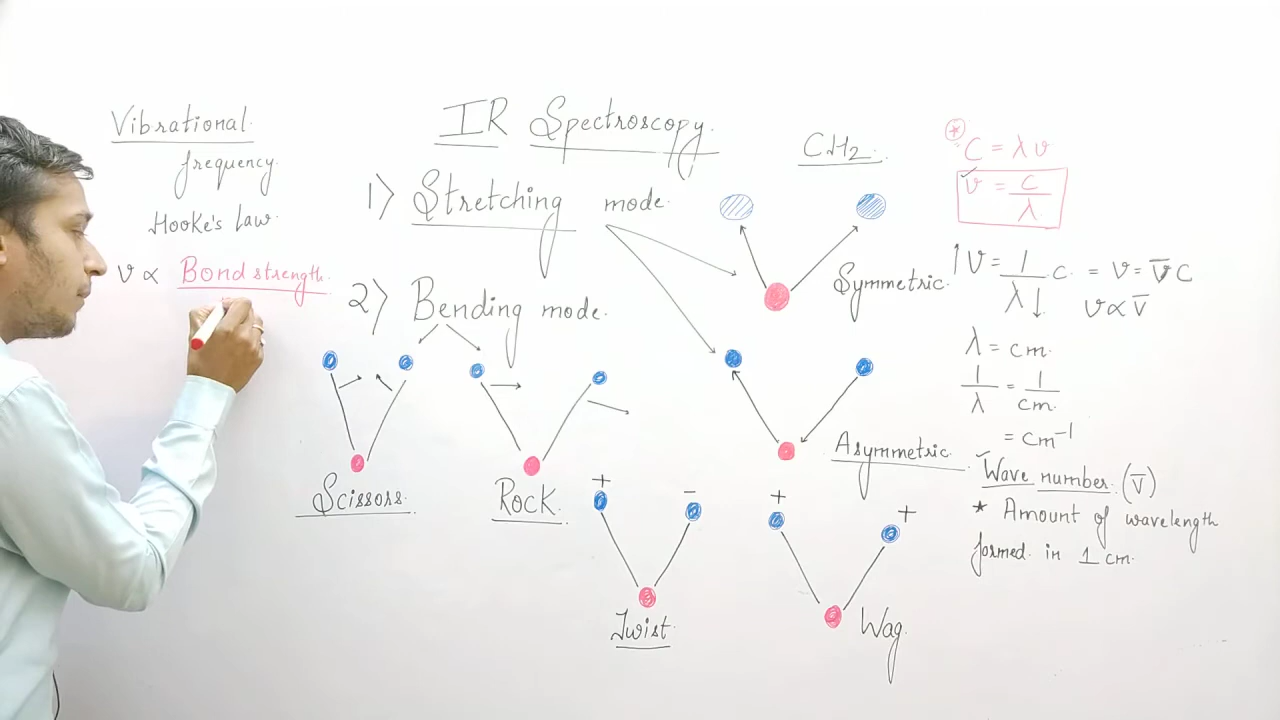 Vibrational
frequency.
Hooke's Law.
ν ∝ Bond strength.
IR Spectroscopy.
1) Stretching mode.
2) Bending mode.
Scissors.
Rock.
+ -
Twist.
+ +
Wag.
CH2.
Symmetric.
Asymmetric.
* C = λν
ν = C/λ
↑ν = 1/λ↓ C. = ν = ν̅ C
ν ∝ ν̅
λ = cm.
1/λ = 1/cm.
= cm⁻¹
Wave number. (ν̅)
* Amount of wavelength
formed in 1 cm.